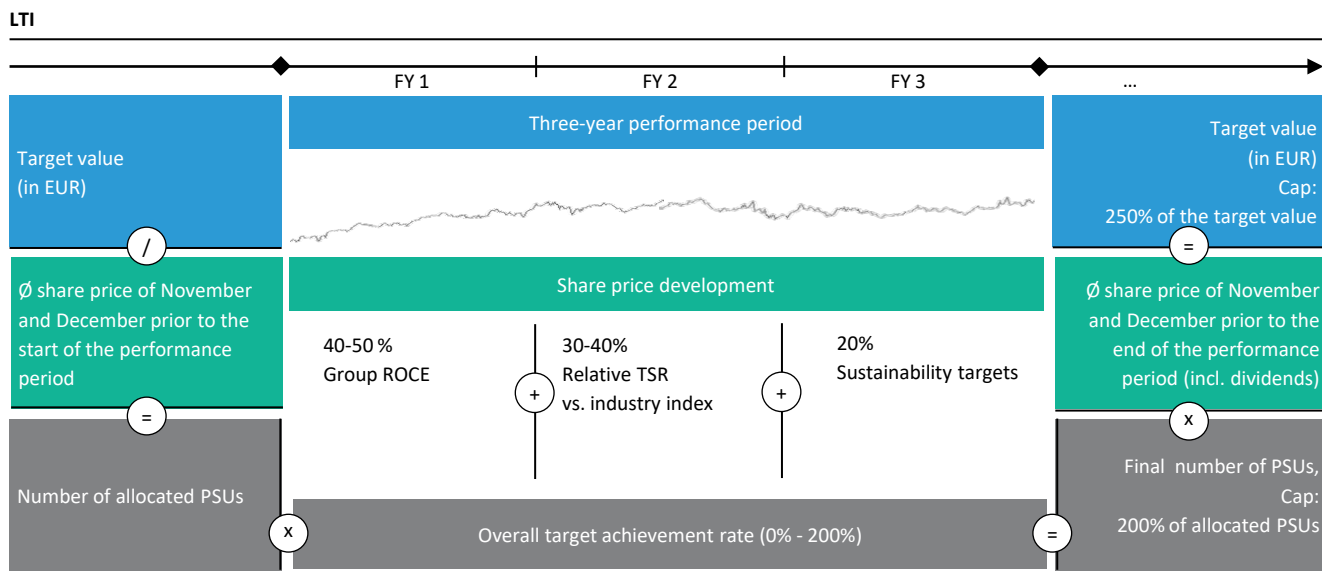 LTI
FY 1
FY 2
FY 3
...
Target value
(in EUR)
/
Ø share price of November
and December prior to the
start of the performance
period
=
Number of allocated PSUs
x
Three-year performance period
Share price development
40-50 %
Group ROCE
+
30-40%
Relative TSR
vs. industry index
+
20%
Sustainability targets
Overall target achievement rate (0% - 200%)
=
Target value
(in EUR)
Cap:
250% of the target value
=
Ø share price of November
and December prior to the
end of the performance
period (incl. dividends)
x
Final number of PSUs,
Cap:
200% of allocated PSUs